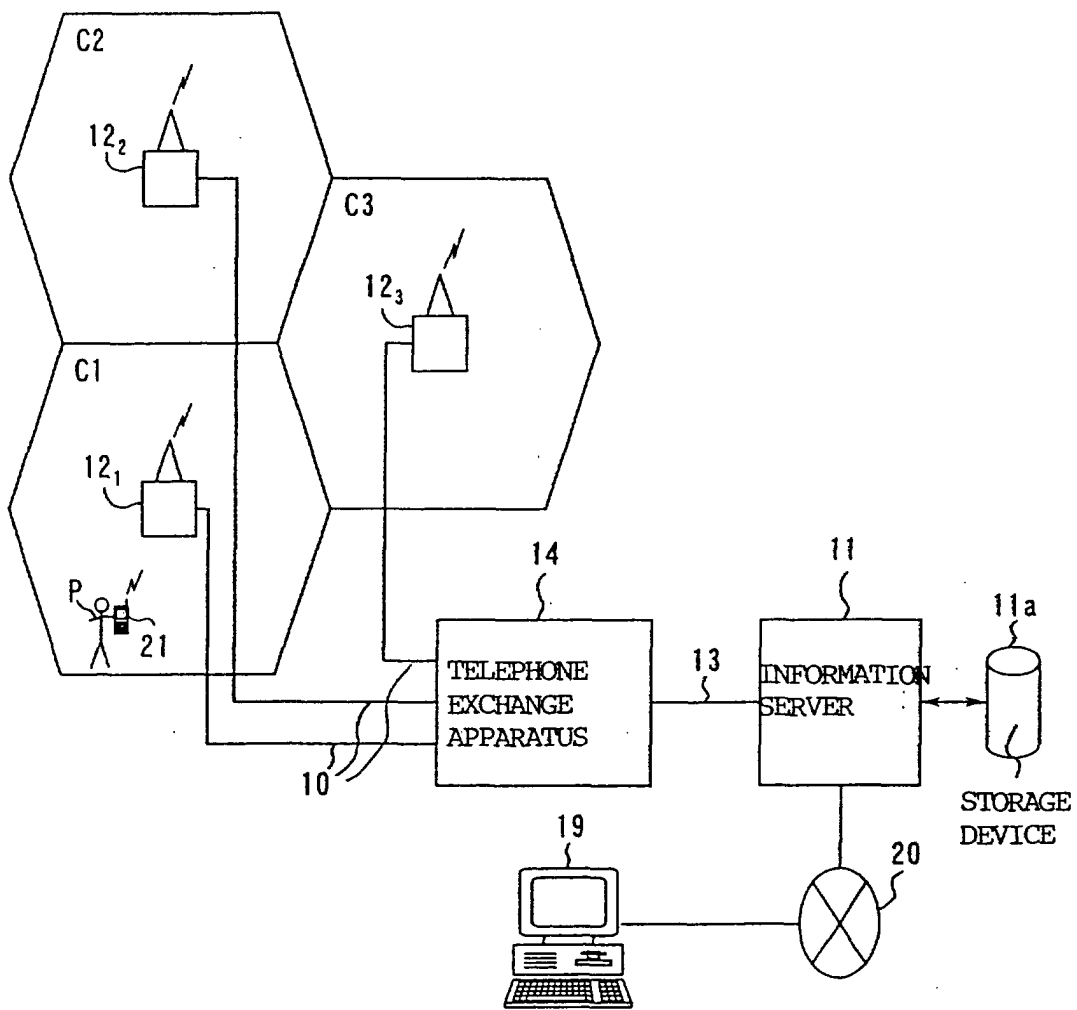 C2
12₂
C3
12₃
C1
12₁
P
21
14
11
11a
TELEPHONE
EXCHANGE
APPARATUS
13
INFORMATION
SERVER
10
STORAGE
DEVICE
19
20